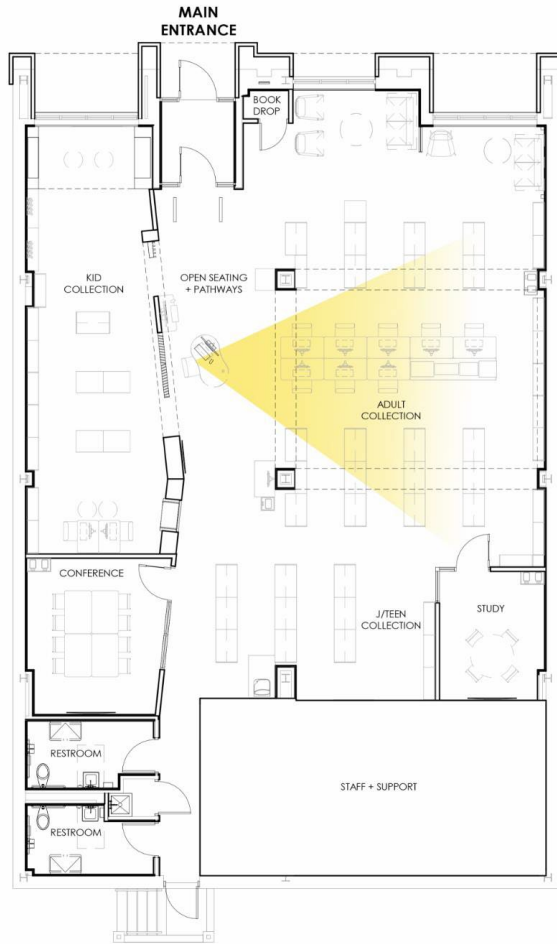 MAIN
ENTRANCE
BOOK
DROP
KID
COLLECTION
OPEN SEATING
+ PATHWAYS
ADULT
COLLECTION
CONFERENCE
J/TEEN
COLLECTION
STUDY
RESTROOM
STAFF + SUPPORT
RESTROOM